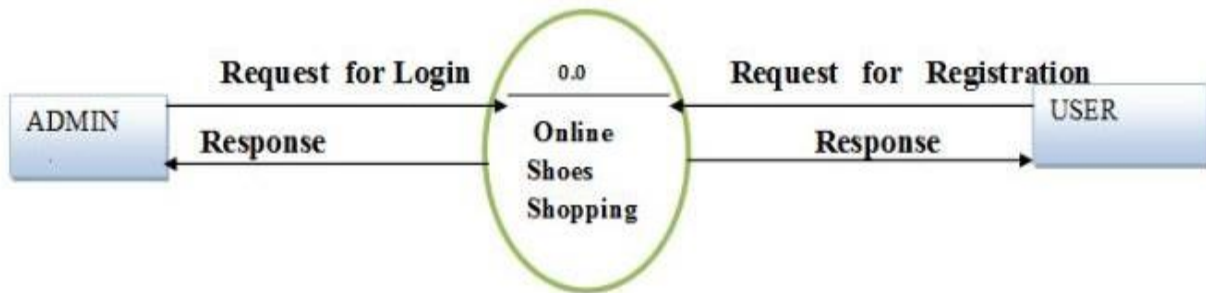 Request for Login
0.0
Request for Registration
ADMIN
USER
Response
Online
Shoes
Shopping
Response